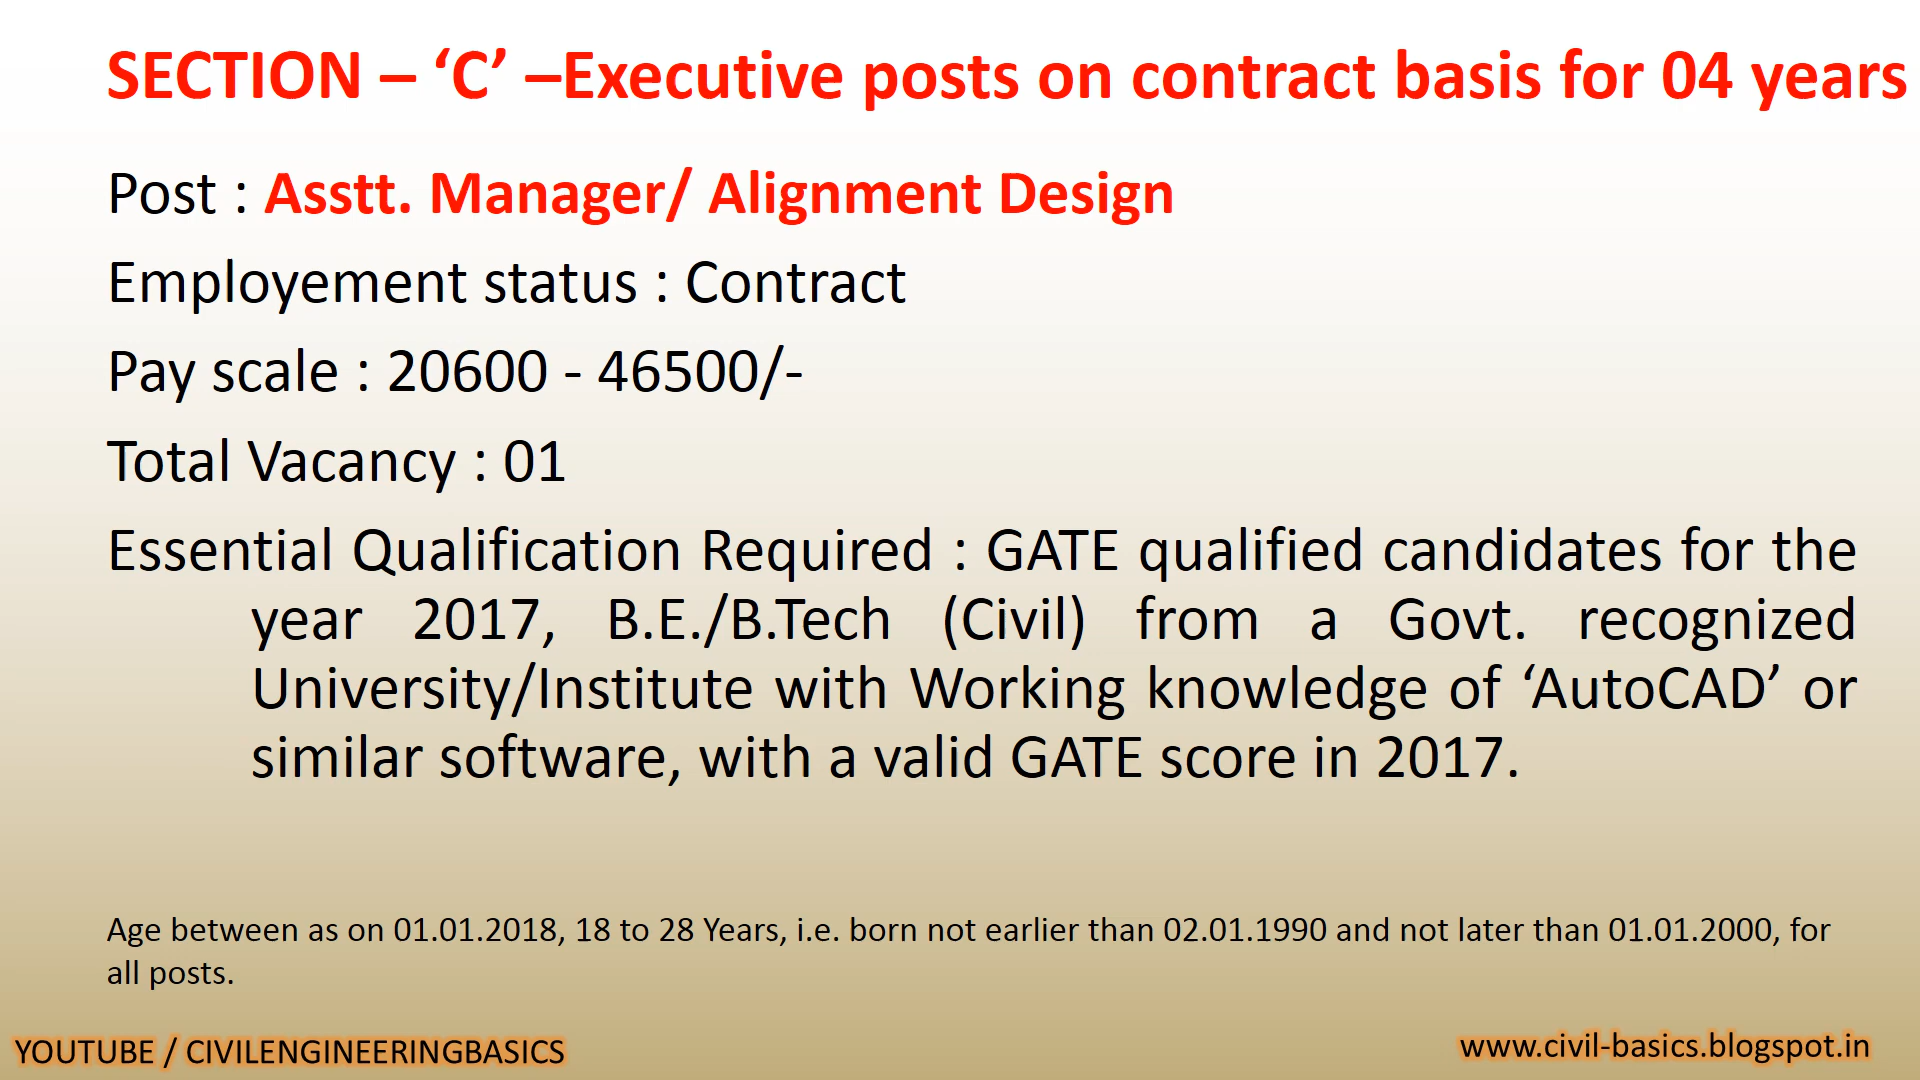 SECTION – ‘C’ –Executive posts on contract basis for 04 years
Post : Asstt. Manager/ Alignment Design
Employement status : Contract
Pay scale : 20600 - 46500/-
Total Vacancy : 01
Essential Qualification Required : GATE qualified candidates for the
year 2017, B.E./B.Tech (Civil) from a Govt. recognized
University/Institute with Working knowledge of ‘AutoCAD’ or
similar software, with a valid GATE score in 2017.
Age between as on 01.01.2018, 18 to 28 Years, i.e. born not earlier than 02.01.1990 and not later than 01.01.2000, for
all posts.
YOUTUBE / CIVILENGINEERINGBASICS
www.civil-basics.blogspot.in